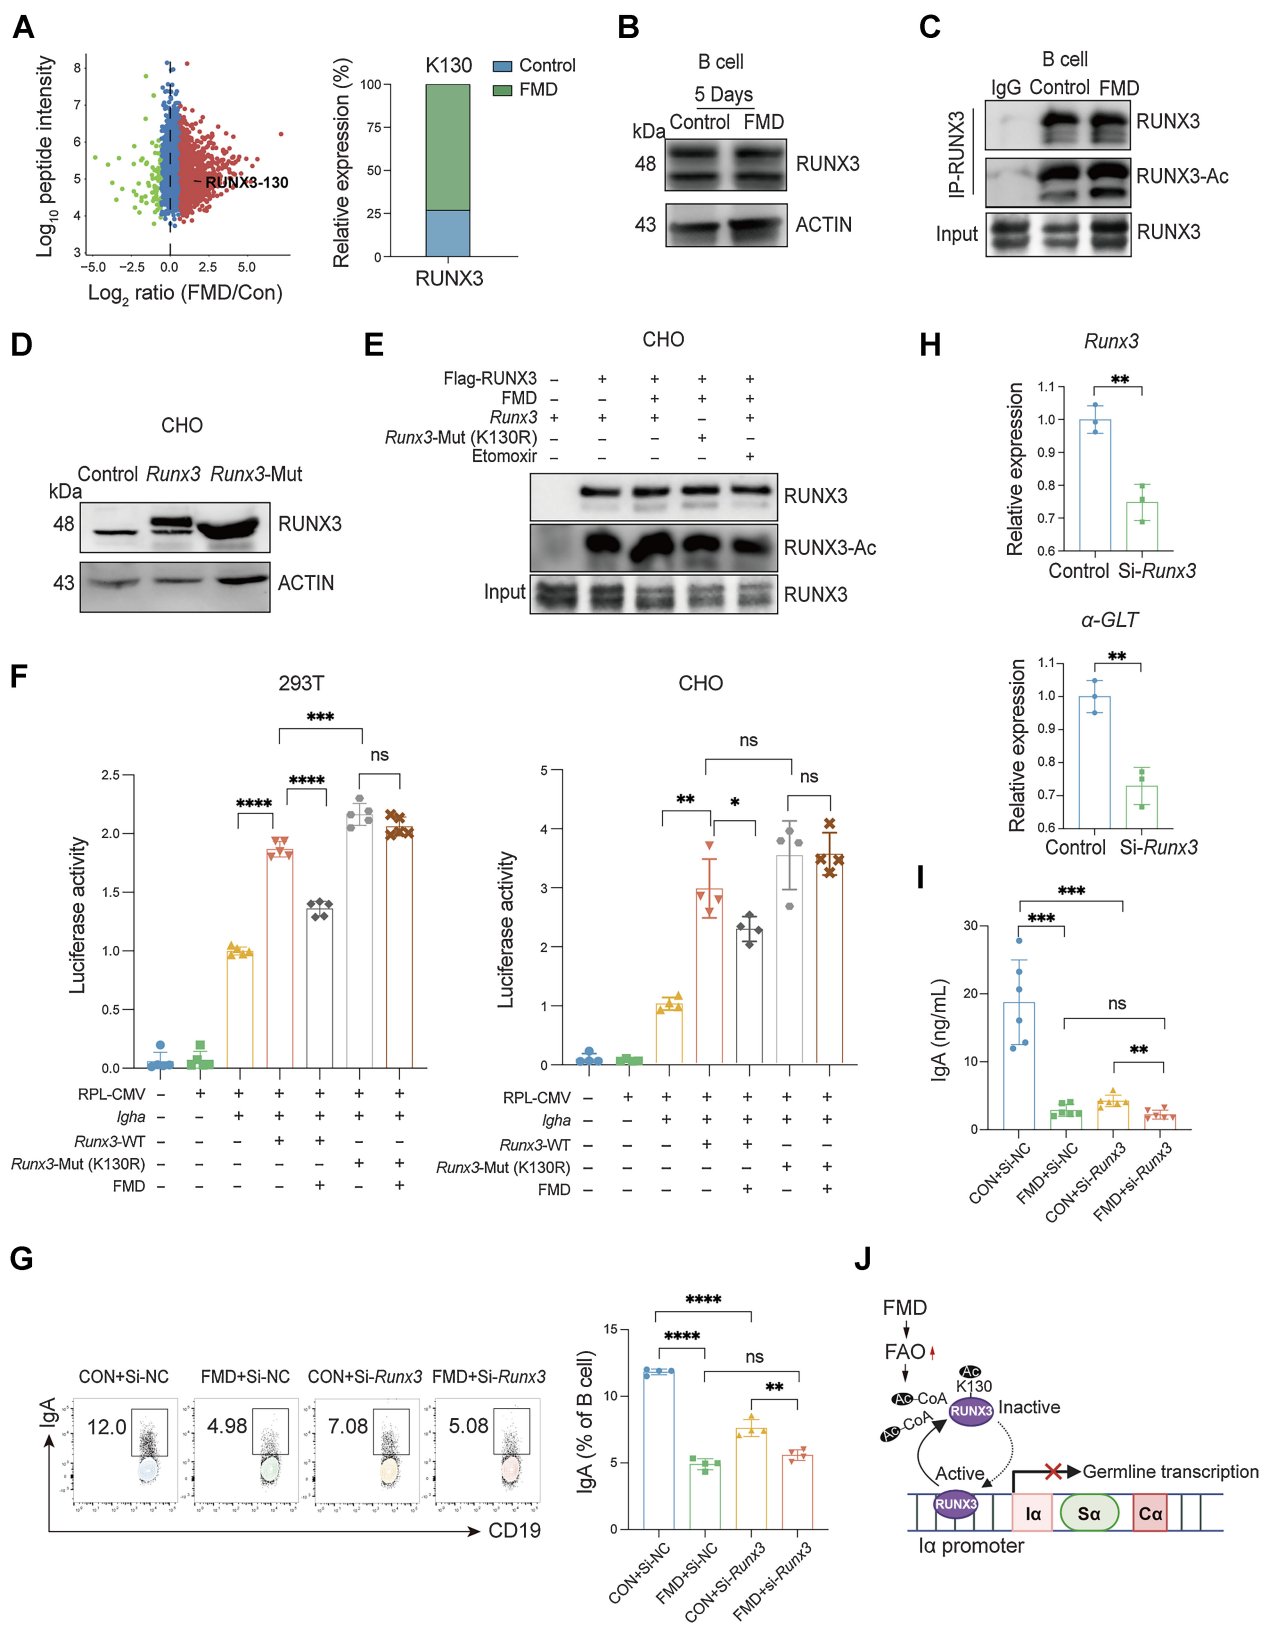 A
Log10 peptide intensity
8
7
6
5
4
3
RUNX3-130
−5.0 −2.5 0.0 2.5 5.0
Log2 ratio (FMD/Con)
Relative expression (%)
K130
100
75
50
25
0
RUNX3
Control
FMD
B
B cell
5 Days
Control FMD
kDa
48
RUNX3
43
ACTIN
C
B cell
IgG Control FMD
IP-RUNX3
RUNX3
RUNX3-Ac
Input
RUNX3
D
CHO
Control Runx3 Runx3-Mut
kDa
48
RUNX3
43
ACTIN
E
CHO
Flag-RUNX3 − + + + +
FMD − − + + +
Runx3 + + + − +
Runx3-Mut (K130R) − − − + −
Etomoxir − − − − +
RUNX3
RUNX3-Ac
Input
RUNX3
H
Runx3
Relative expression
1.1
1.0
0.9
0.8
0.7
0.6
**
Control Si-Runx3
α-GLT
Relative expression
1.1
1.0
0.9
0.8
0.7
0.6
**
Control Si-Runx3
F
293T
Luciferase activity
2.5
2.0
1.5
1.0
0.5
0.0
***
ns
****
****
RPL-CMV − + + + + + +
Igha − − + + + + +
Runx3-WT − − − + + − −
Runx3-Mut (K130R) − − − − − + +
FMD − − − − + − +
CHO
Luciferase activity
5
4
3
2
1
0
ns
ns
**
*
RPL-CMV − + + + + + +
Igha − − + + + + +
Runx3-WT − − − + + − −
Runx3-Mut (K130R) − − − − − + +
FMD − − − − + − +
I
IgA (ng/mL)
30
20
10
0
***
***
ns
**
CON+Si-NC
FMD+Si-NC
CON+Si-Runx3
FMD+si-Runx3
G
IgA
CON+Si-NC FMD+Si-NC CON+Si-Runx3 FMD+Si-Runx3
12.0 4.98 7.08 5.08
CD19
IgA (% of B cell)
15
10
5
0
****
****
ns
**
CON+Si-NC
FMD+Si-NC
CON+Si-Runx3
FMD+si-Runx3
J
FMD
FAO
Ac
K130
Ac-CoA
Ac-CoA
RUNX3
Inactive
Active
RUNX3
Germline transcription
Iα
Sα
Cα
Iα promoter